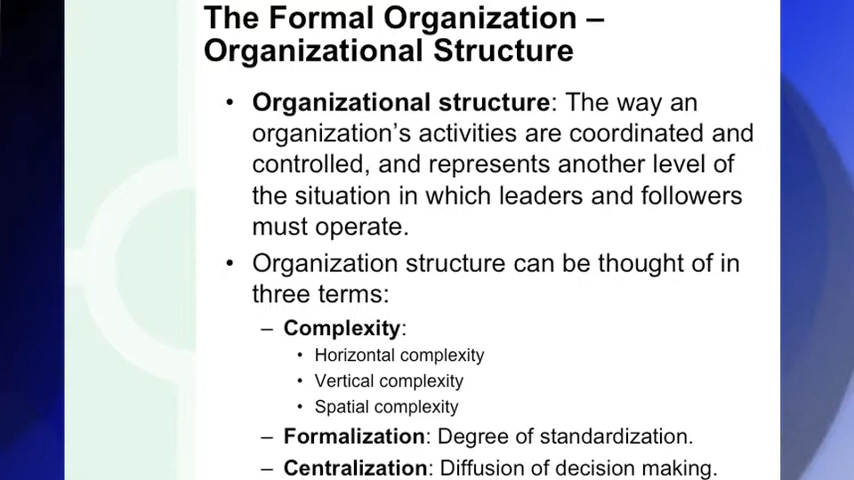 The Formal Organization –
Organizational Structure
• Organizational structure: The way an
organization’s activities are coordinated and
controlled, and represents another level of
the situation in which leaders and followers
must operate.
• Organization structure can be thought of in
three terms:
– Complexity:
• Horizontal complexity
• Vertical complexity
• Spatial complexity
– Formalization: Degree of standardization.
– Centralization: Diffusion of decision making.